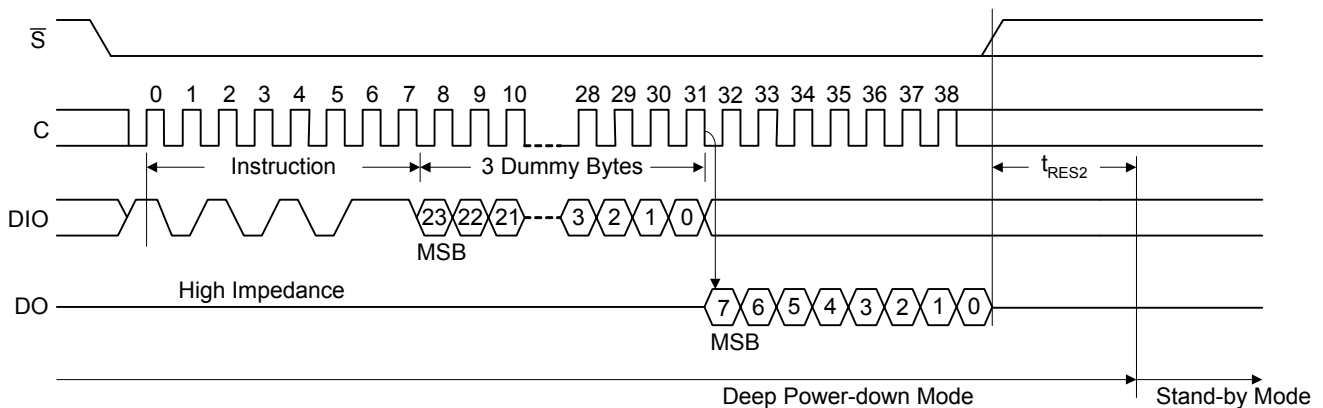 S
0 1 2 3 4 5 6 7 8 9 10 28 29 30 31 32 33 34 35 36 37 38
C
Instruction 3 Dummy Bytes tRES2
DIO 23 22 21 3 2 1 0
MSB
High Impedance
DO 7 6 5 4 3 2 1 0
MSB
Deep Power-down Mode Stand-by Mode